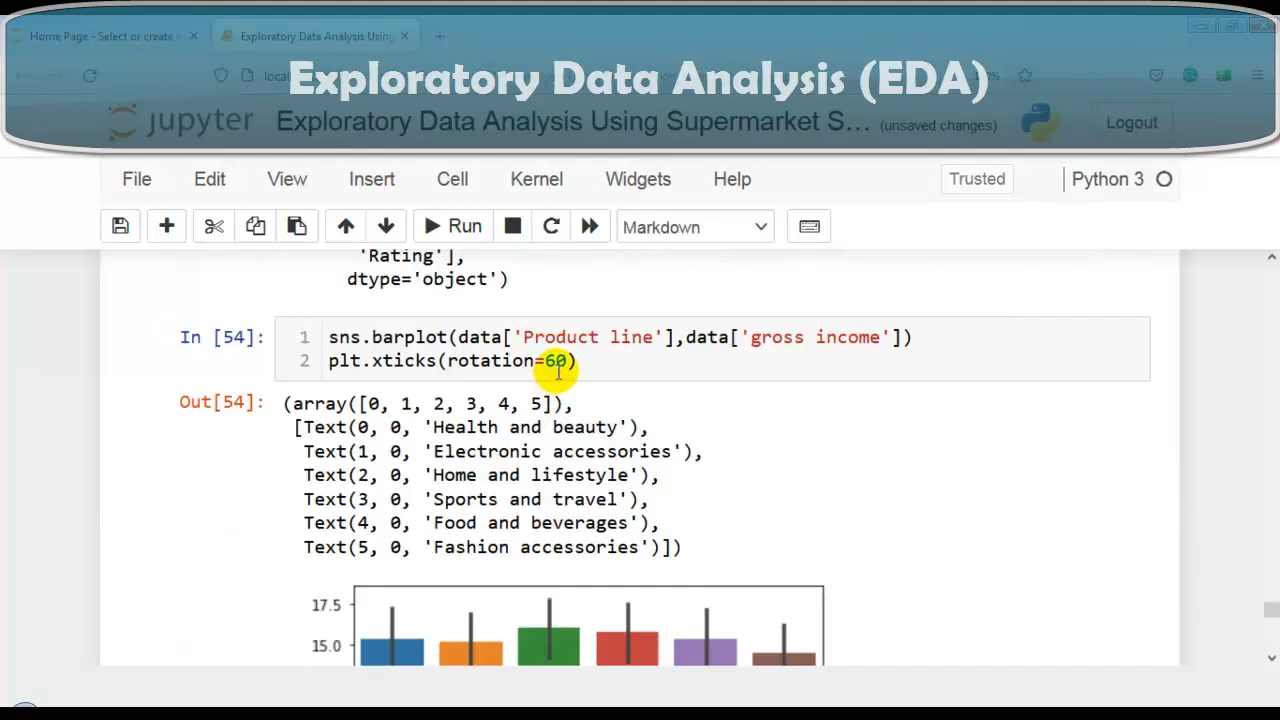 Home Page - Select or create
Exploratory Data Analysis Using
Exploratory Data Analysis (EDA)
jupyter Exploratory Data Analysis Using Supermarket S... (unsaved changes) Logout
File Edit View Insert Cell Kernel Widgets Help Trusted Python 3
Run Markdown
'Rating'],
dtype='object')
In [54]: 1 sns.barplot(data['Product line'],data['gross income'])
2 plt.xticks(rotation=60)
Out[54]: (array([0, 1, 2, 3, 4, 5]),
[Text(0, 0, 'Health and beauty'),
Text(1, 0, 'Electronic accessories'),
Text(2, 0, 'Home and lifestyle'),
Text(3, 0, 'Sports and travel'),
Text(4, 0, 'Food and beverages'),
Text(5, 0, 'Fashion accessories')])
17.5
15.0